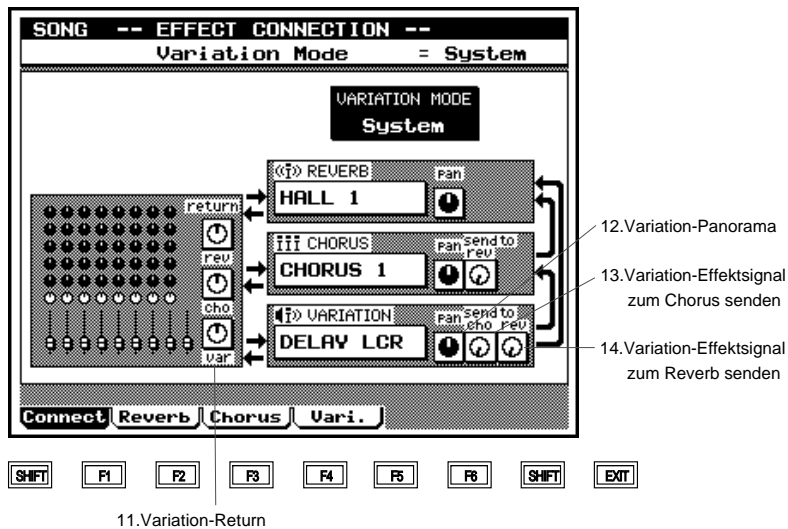 SONG -- EFFECT CONNECTION --
Variation Mode = System
VARIATION MODE
System
REVERB
Pan
HALL 1
return
rev
CHORUS
Pan
send to
rev
CHORUS 1
cho
VARIATION
Pan
send to
cho rev
DELAY LCR
var
Connect Reverb Chorus Vari.
12.Variation-Panorama
13.Variation-Effektsignal
zum Chorus senden
14.Variation-Effektsignal
zum Reverb senden
SHIFT F1 F2 F3 F4 F5 F6 SHIFT EXIT
11.Variation-Return